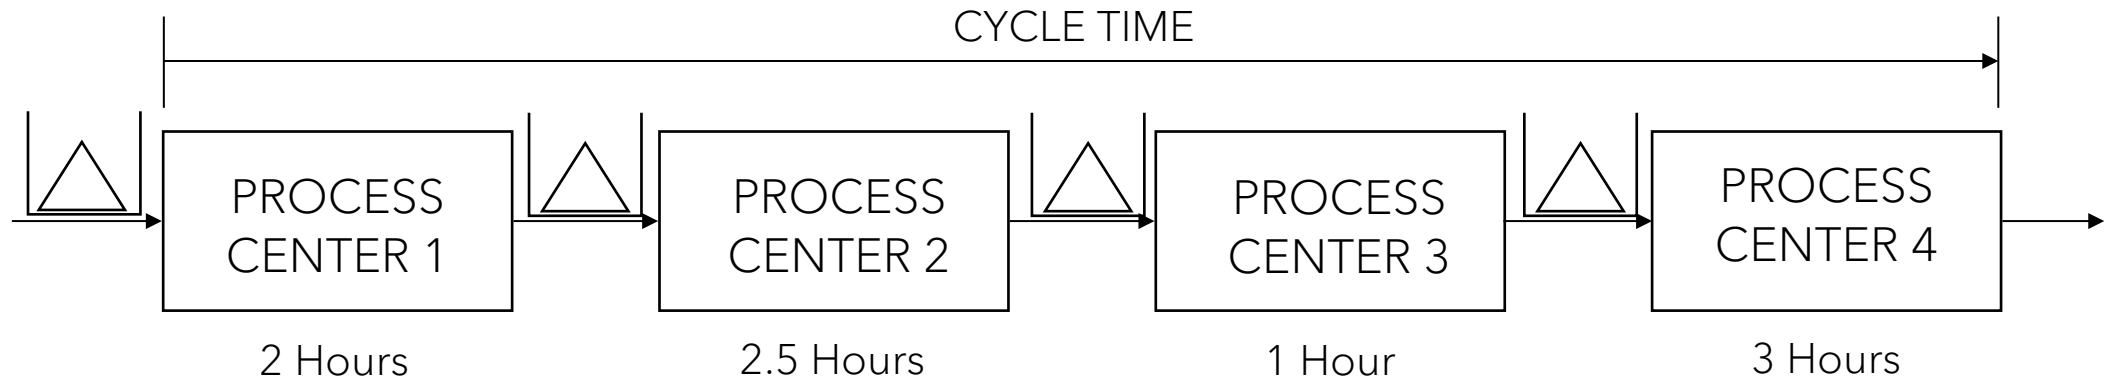 CYCLE TIME
PROCESS
CENTER 1
PROCESS
CENTER 2
PROCESS
CENTER 3
PROCESS
CENTER 4
2 Hours
2.5 Hours
1 Hour
3 Hours